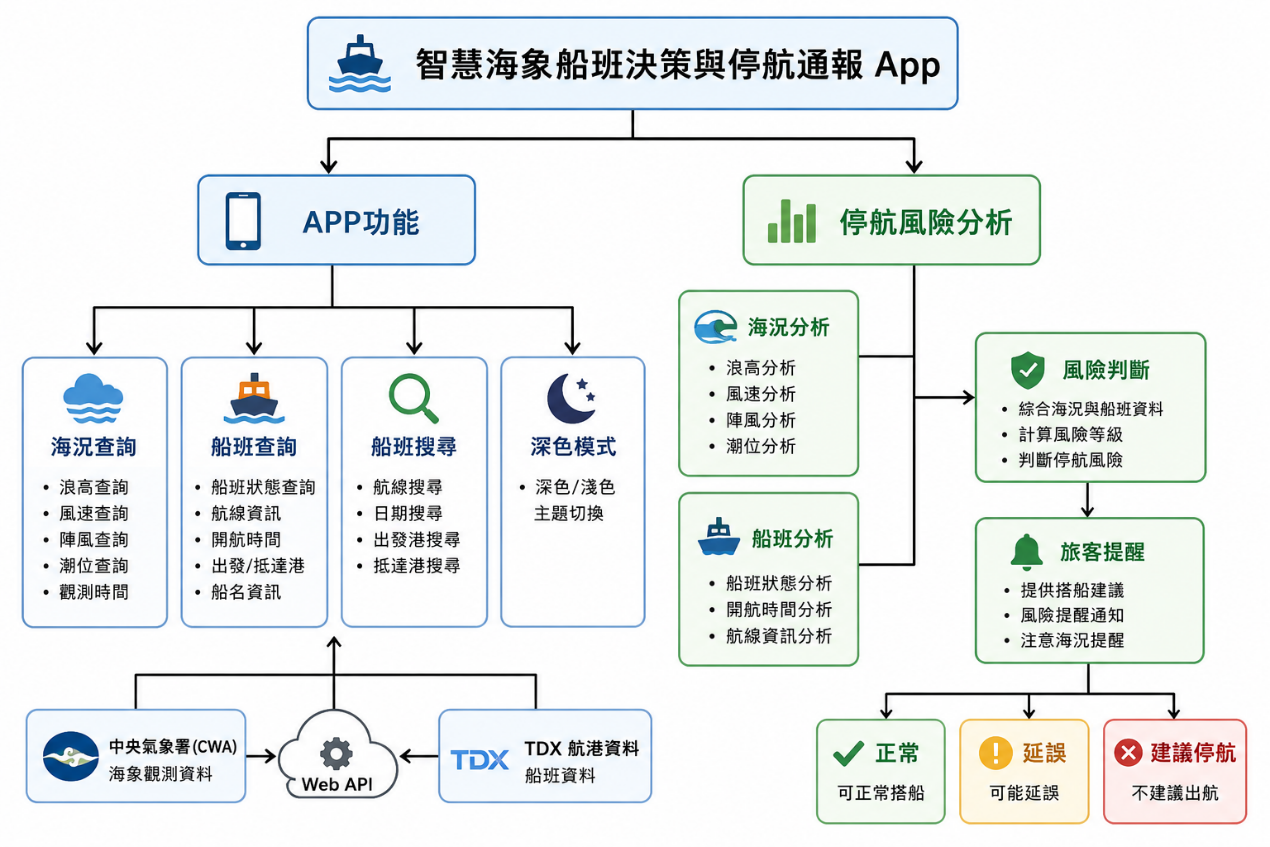 智慧海象船班決策與停航通報 App
APP功能
停航風險分析
海況查詢
• 浪高查詢
• 風速查詢
• 陣風查詢
• 潮位查詢
• 觀測時間
船班查詢
• 船班狀態查詢
• 航線資訊
• 開航時間
• 出發/抵達港
• 船名資訊
船班搜尋
• 航線搜尋
• 日期搜尋
• 出發港搜尋
• 抵達港搜尋
深色模式
• 深色/淺色
主題切換
中央氣象署(CWA)
海象觀測資料
Web API
TDX
TDX 航港資料
船班資料
海況分析
• 浪高分析
• 風速分析
• 陣風分析
• 潮位分析
船班分析
• 船班狀態分析
• 開航時間分析
• 航線資訊分析
風險判斷
• 綜合海況與船班資料
• 計算風險等級
• 判斷停航風險
旅客提醒
• 提供搭船建議
• 風險提醒通知
• 注意海況提醒
正常
可正常搭船
延誤
可能延誤
建議停航
不建議出航